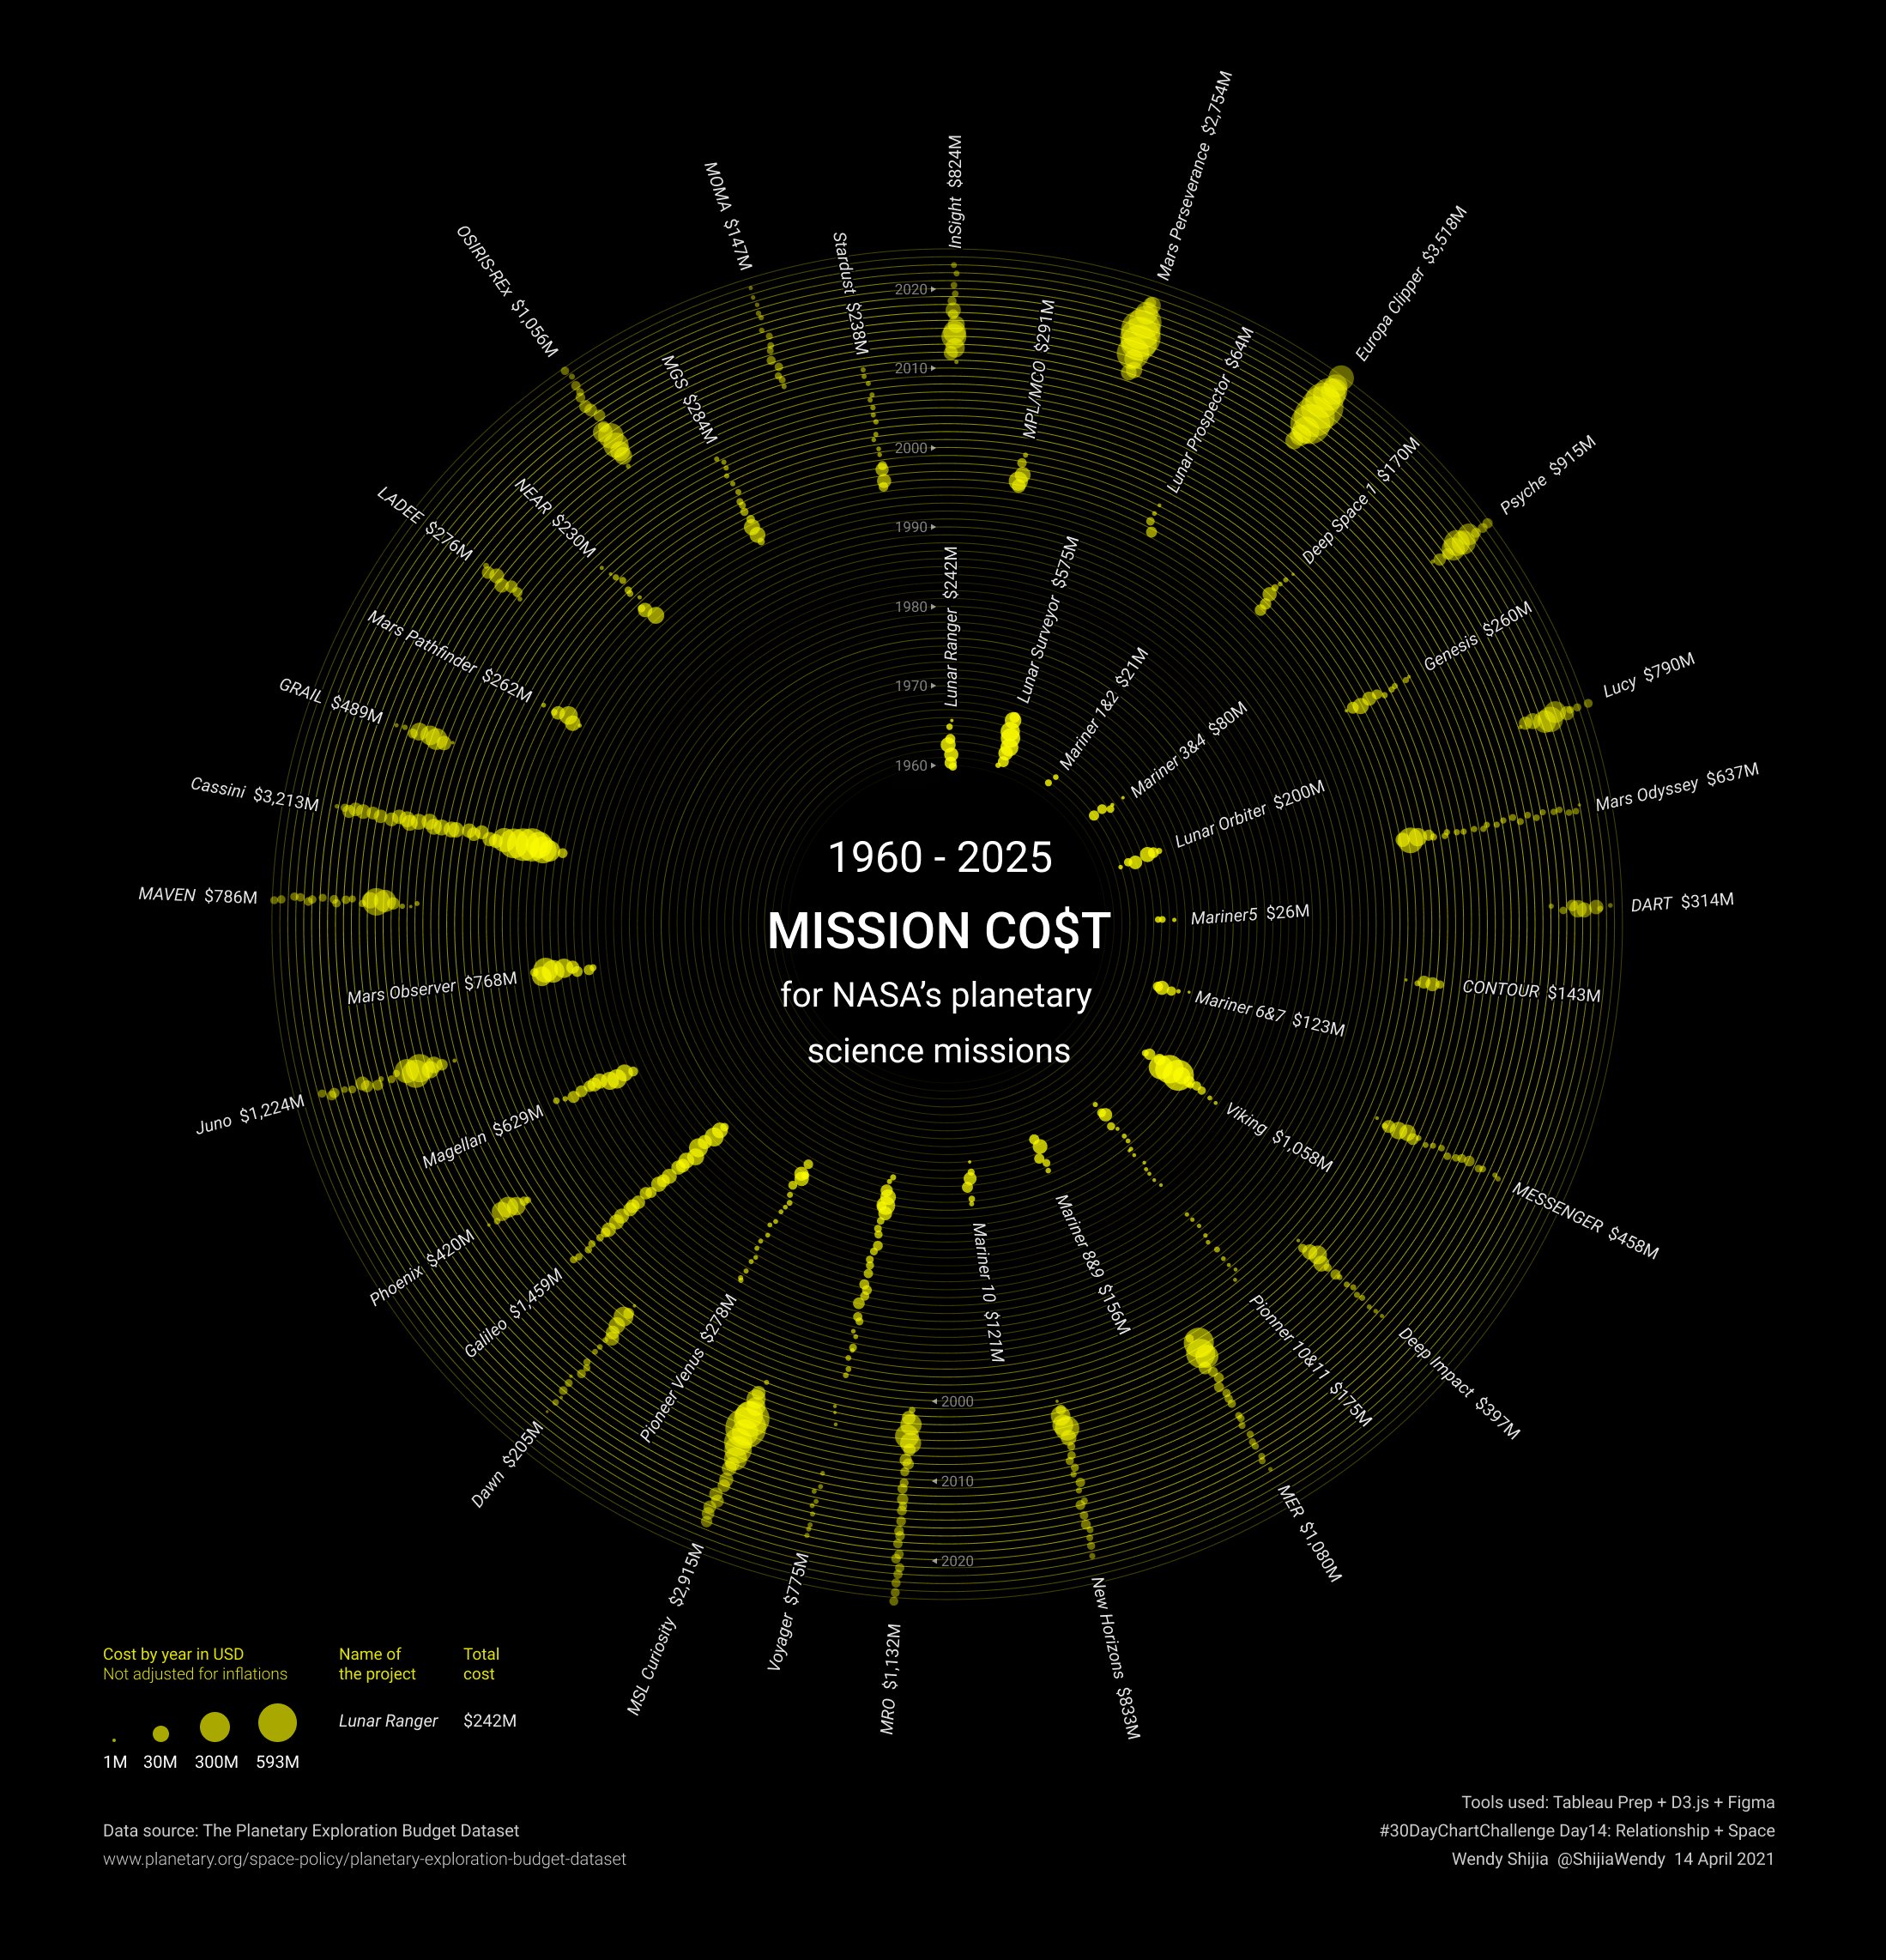 1960 - 2025
MISSION CO$T
for NASA’s planetary
science missions
2020
2010
2000
1990
1980
1970
1960
2000
2010
2020
Lunar Ranger $242M
Lunar Surveyor $575M
Mariner 1&2 $21M
Mariner 3&4 $80M
Lunar Orbiter $200M
Mariner5 $26M
Mariner 6&7 $123M
Viking $1,058M
Pionner 10&11 $175M
Mariner 8&9 $156M
Mariner 10 $121M
Voyager $775M
Pioneer Venus $278M
Galileo $1,459M
Magellan $629M
Mars Observer $768M
Cassini $3,213M
Mars Pathfinder $262M
NEAR $230M
MGS $284M
Stardust $238M
MPL/MCO $291M
Lunar Prospector $64M
Deep Space 1 $170M
Genesis $260M
Mars Odyssey $637M
CONTOUR $143M
MESSENGER $458M
Deep Impact $397M
MER $1,080M
New Horizons $833M
MRO $1,132M
MSL Curiosity $2,915M
Dawn $205M
Phoenix $420M
Juno $1,224M
MAVEN $786M
GRAIL $489M
LADEE $276M
OSIRIS-REx $1,056M
MOMA $147M
InSight $824M
Mars Perseverance $2,754M
Europa Clipper $3,518M
Psyche $915M
Lucy $790M
DART $314M
Cost by year in USD
Not adjusted for inflations
1M 30M 300M 593M
Name of
the project
Lunar Ranger
Total
cost
$242M
Data source: The Planetary Exploration Budget Dataset
www.planetary.org/space-policy/planetary-exploration-budget-dataset
Tools used: Tableau Prep + D3.js + Figma
#30DayChartChallenge Day14: Relationship + Space
Wendy Shijia @ShijiaWendy 14 April 2021